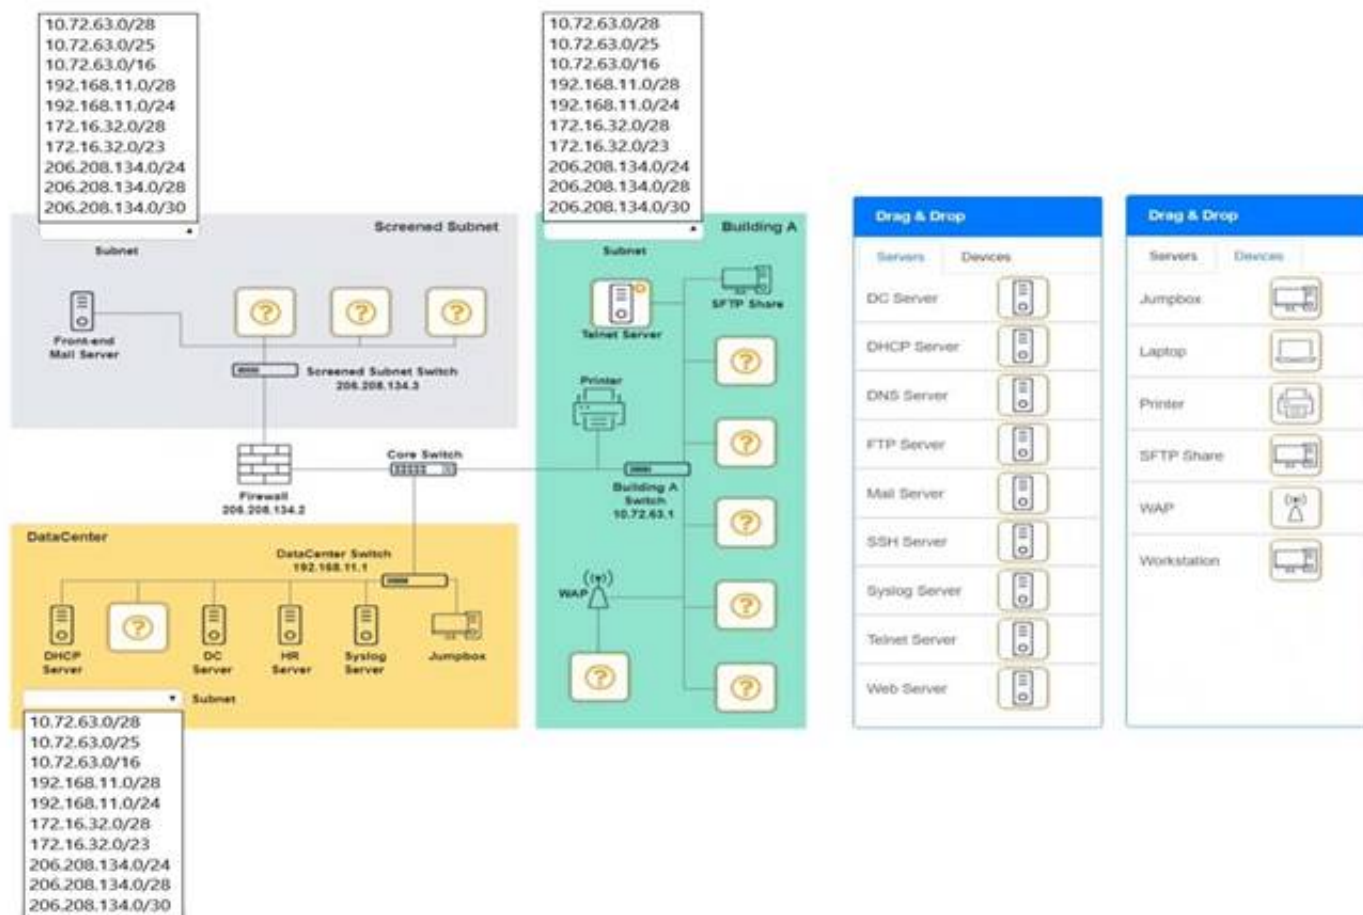 10.72.63.0/28
10.72.63.0/25
10.72.63.0/16
192.168.11.0/28
192.168.11.0/24
172.16.32.0/28
172.16.32.0/23
206.208.134.0/24
206.208.134.0/28
206.208.134.0/30
Subnet
Screened Subnet
Front-end
Mail Server
?
?
?
Screened Subnet Switch
206.208.134.3
Firewall
206.208.134.2
Core Switch
10.72.63.0/28
10.72.63.0/25
10.72.63.0/16
192.168.11.0/28
192.168.11.0/24
172.16.32.0/28
172.16.32.0/23
206.208.134.0/24
206.208.134.0/28
206.208.134.0/30
Subnet
Building A
Telnet Server
SFTP Share
Printer
?
?
Building A
Switch
10.72.63.1
?
WAP
?
?
?
DataCenter
DataCenter Switch
192.168.11.1
DHCP
Server
?
DC
Server
HR
Server
Syslog
Server
Jumpbox
Subnet
10.72.63.0/28
10.72.63.0/25
10.72.63.0/16
192.168.11.0/28
192.168.11.0/24
172.16.32.0/28
172.16.32.0/23
206.208.134.0/24
206.208.134.0/28
206.208.134.0/30
Drag & Drop
Servers Devices
DC Server
DHCP Server
DNS Server
FTP Server
Mail Server
SSH Server
Syslog Server
Telnet Server
Web Server
Drag & Drop
Servers Devices
Jumpbox
Laptop
Printer
SFTP Share
WAP
Workstation